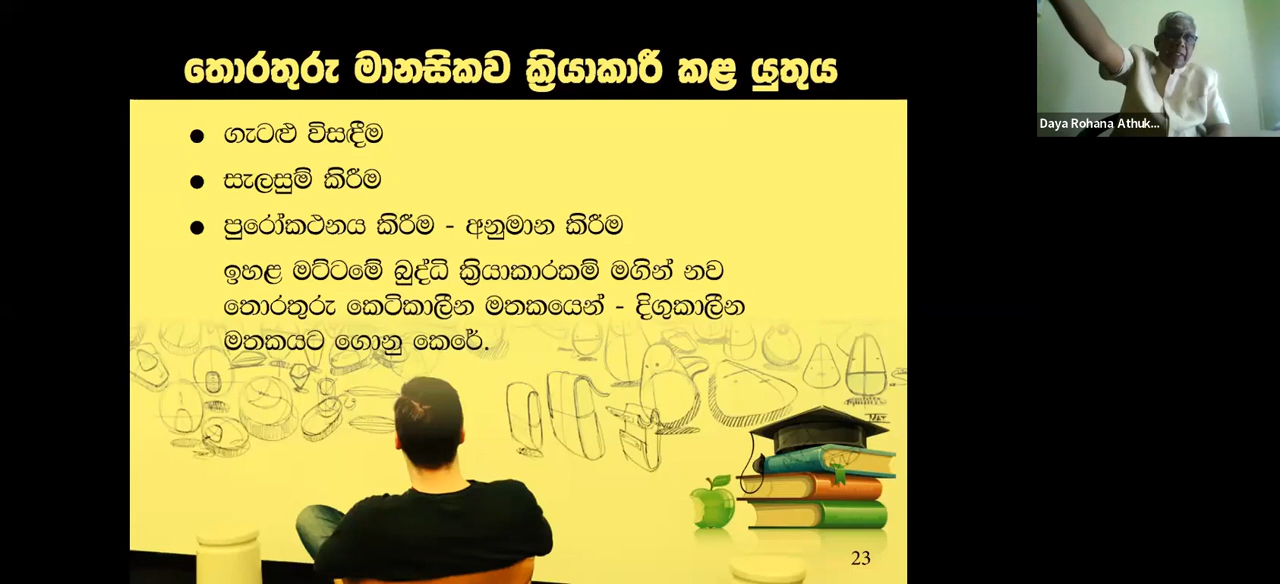 තොරතුරු මානසිකව ක්‍රියාකාරී කළ යුතුය
Daya Rohana Athuk...
● ගැටළු විසඳීම
● සැලසුම් කිරීම
● පුරෝකථනය කිරීම - අනුමාන කිරීම
ඉහළ මට්ටමේ බුද්ධි ක්‍රියාකාරකම් මගින් නව
තොරතුරු කෙටිකාලීන මතකයෙන් - දිගුකාලීන
මතකයට ගොනු කෙරේ.
23